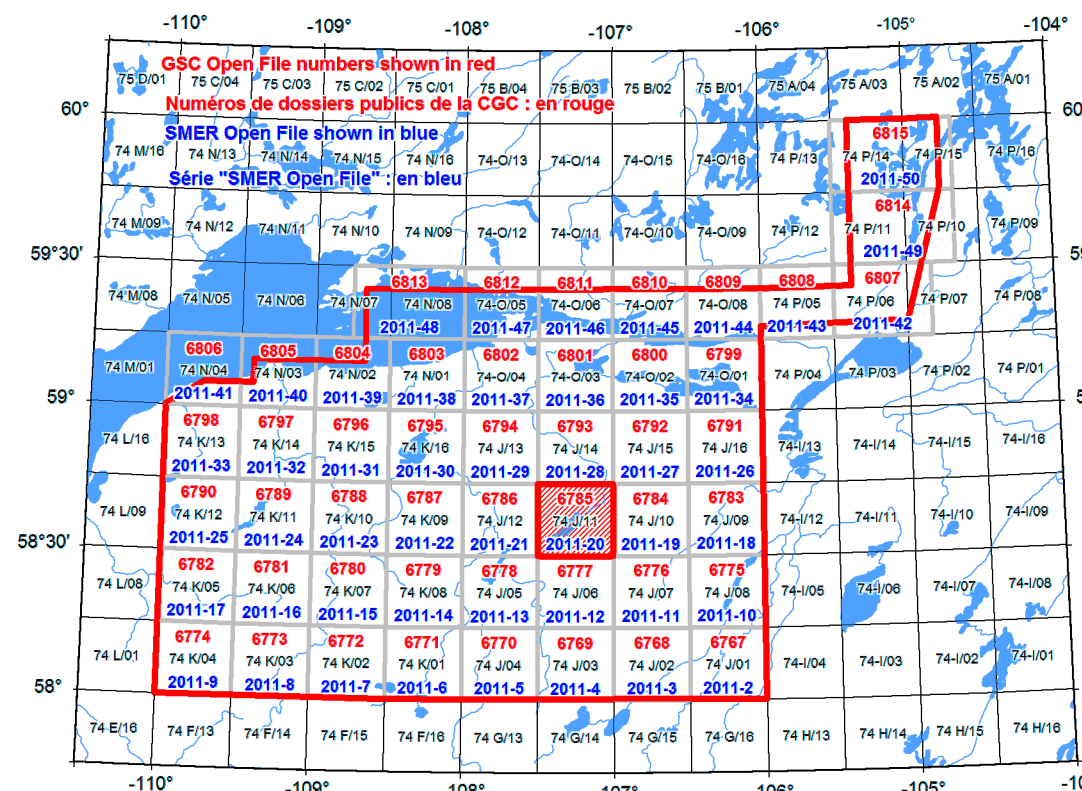 -110° -109° -108° -107° -106° -105° -104°
75 D/01 75 C/04 75 C/03 75 C/02 75 C/01 75 B/04 75 B/03 75 B/02 75 B/01 75 A/04 75 A/03 75 A/02 75 A/01
GSC Open File numbers shown in red
60° 60
Numéros de dossiers publics de la CGC : en rouge
SMER Open File shown in blue
6815
74 M/16 74 N/13 74 N/14 74 N/15 74 N/16 74-O/13 74-O/14 74-O/15 74-O/16 74 P/13 74 P/14 74 P/15 74 P/16
Série "SMER Open File" : en bleu
2011-50
6814
74 M/09 74 N/12 74 N/11 74 N/10 74 N/09 74-O/12 74-O/11 74-O/10 74-O/09 74 P/12 74 P/11 74 P/10 74 P/09
2011-49
59°30' 59
6813 6812 6811 6810 6809 6808 6807
74 M/08 74 N/05 74 N/06 74 N/07 74 N/08 74-O/05 74-O/06 74-O/07 74-O/08 74 P/05 74 P/06 74 P/07 74 P/08
2011-48 2011-47 2011-46 2011-45 2011-44 2011-43 2011-42
6806 6805 6804 6803 6802 6801 6800 6799
74 M/01 74 N/04 74 N/03 74 N/02 74 N/01 74-O/04 74-O/03 74-O/02 74-O/01 74 P/04 74 P/03 74 P/02 74 P/01
59° 59
2011-41 2011-40 2011-39 2011-38 2011-37 2011-36 2011-35 2011-34
6798 6797 6796 6795 6794 6793 6792 6791
74 L/16 74 K/13 74 K/14 74 K/15 74 K/16 74 J/13 74 J/14 74 J/15 74 J/16 74-I/13 74-I/14 74-I/15 74-I/16
2011-33 2011-32 2011-31 2011-30 2011-29 2011-28 2011-27 2011-26
6790 6789 6788 6787 6786 6785 6784 6783
74 L/09 74 K/12 74 K/11 74 K/10 74 K/09 74 J/12 74 J/11 74 J/10 74 J/09 74-I/12 74-I/11 74-I/10 74-I/09
2011-25 2011-24 2011-23 2011-22 2011-21 2011-20 2011-19 2011-18
58°30' 58
6782 6781 6780 6779 6778 6777 6776 6775
74 L/08 74 K/05 74 K/06 74 K/07 74 K/08 74 J/05 74 J/06 74 J/07 74 J/08 74-I/05 74-I/06 74-I/07 74-I/08
2011-17 2011-16 2011-15 2011-14 2011-13 2011-12 2011-11 2011-10
6774 6773 6772 6771 6770 6769 6768 6767
74 L/01 74 K/04 74 K/03 74 K/02 74 K/01 74 J/04 74 J/03 74 J/02 74 J/01 74-I/04 74-I/03 74-I/02 74-I/01
2011-9 2011-8 2011-7 2011-6 2011-5 2011-4 2011-3 2011-2
58° 58
74 E/16 74 F/13 74 F/14 74 F/15 74 F/16 74 G/13 74 G/14 74 G/15 74 G/16 74 H/13 74 H/14 74 H/15 74 H/16
-110° -109° -108° -107° -106° -105° -10